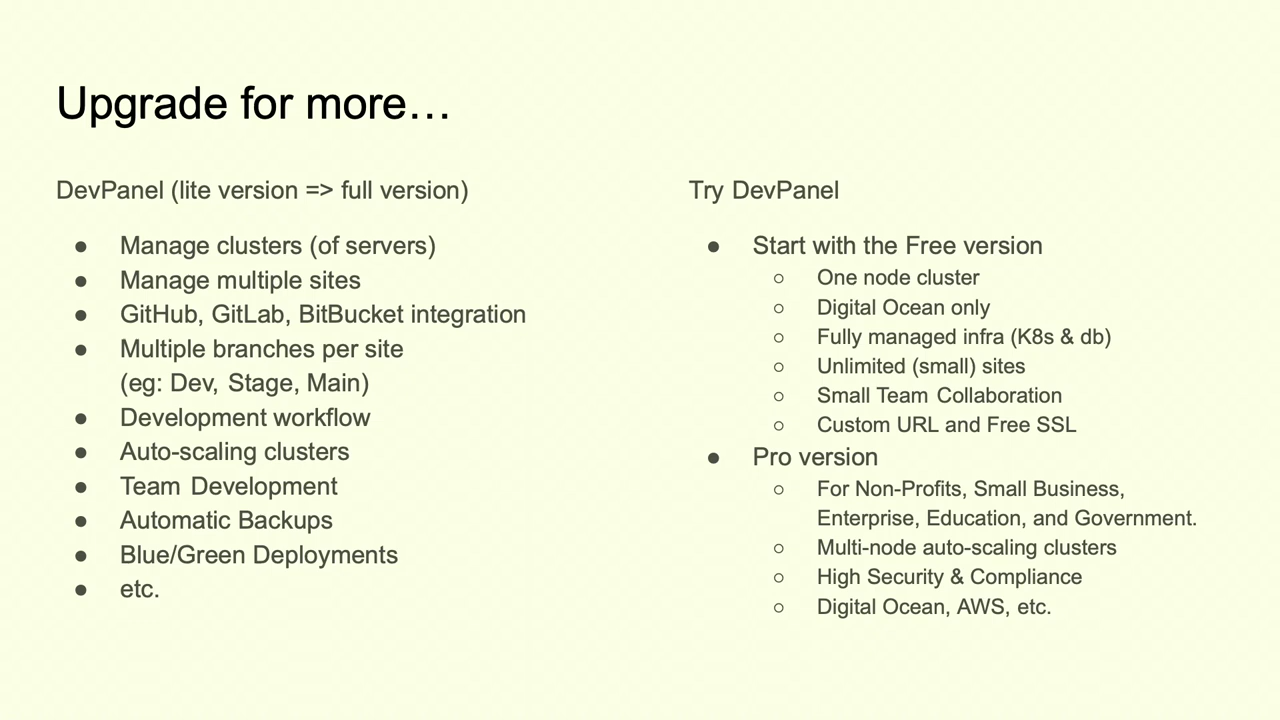 Upgrade for more…
DevPanel (lite version => full version)
● Manage clusters (of servers)
● Manage multiple sites
● GitHub, GitLab, BitBucket integration
● Multiple branches per site
(eg: Dev, Stage, Main)
● Development workflow
● Auto-scaling clusters
● Team Development
● Automatic Backups
● Blue/Green Deployments
● etc.
Try DevPanel
● Start with the Free version
○ One node cluster
○ Digital Ocean only
○ Fully managed infra (K8s & db)
○ Unlimited (small) sites
○ Small Team Collaboration
○ Custom URL and Free SSL
● Pro version
○ For Non-Profits, Small Business,
Enterprise, Education, and Government.
○ Multi-node auto-scaling clusters
○ High Security & Compliance
○ Digital Ocean, AWS, etc.